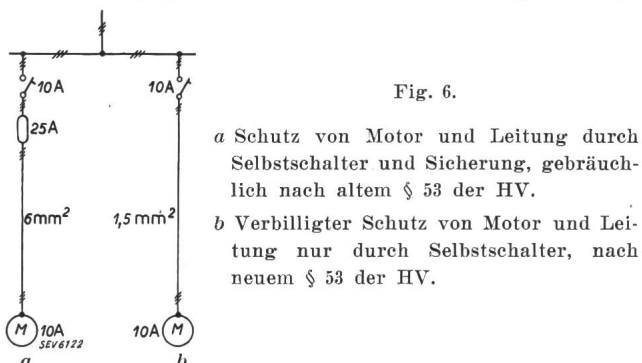 10A
10A
25A
6mm²
1,5 mm²
M
10A
SEV6122
10A
M
a
b
Fig. 6.
a Schutz von Motor und Leitung durch
Selbstschalter und Sicherung, gebräuch-
lich nach altem § 53 der HV.
b Verbilligter Schutz von Motor und Lei-
tung nur durch Selbstschalter, nach
neuem § 53 der HV.